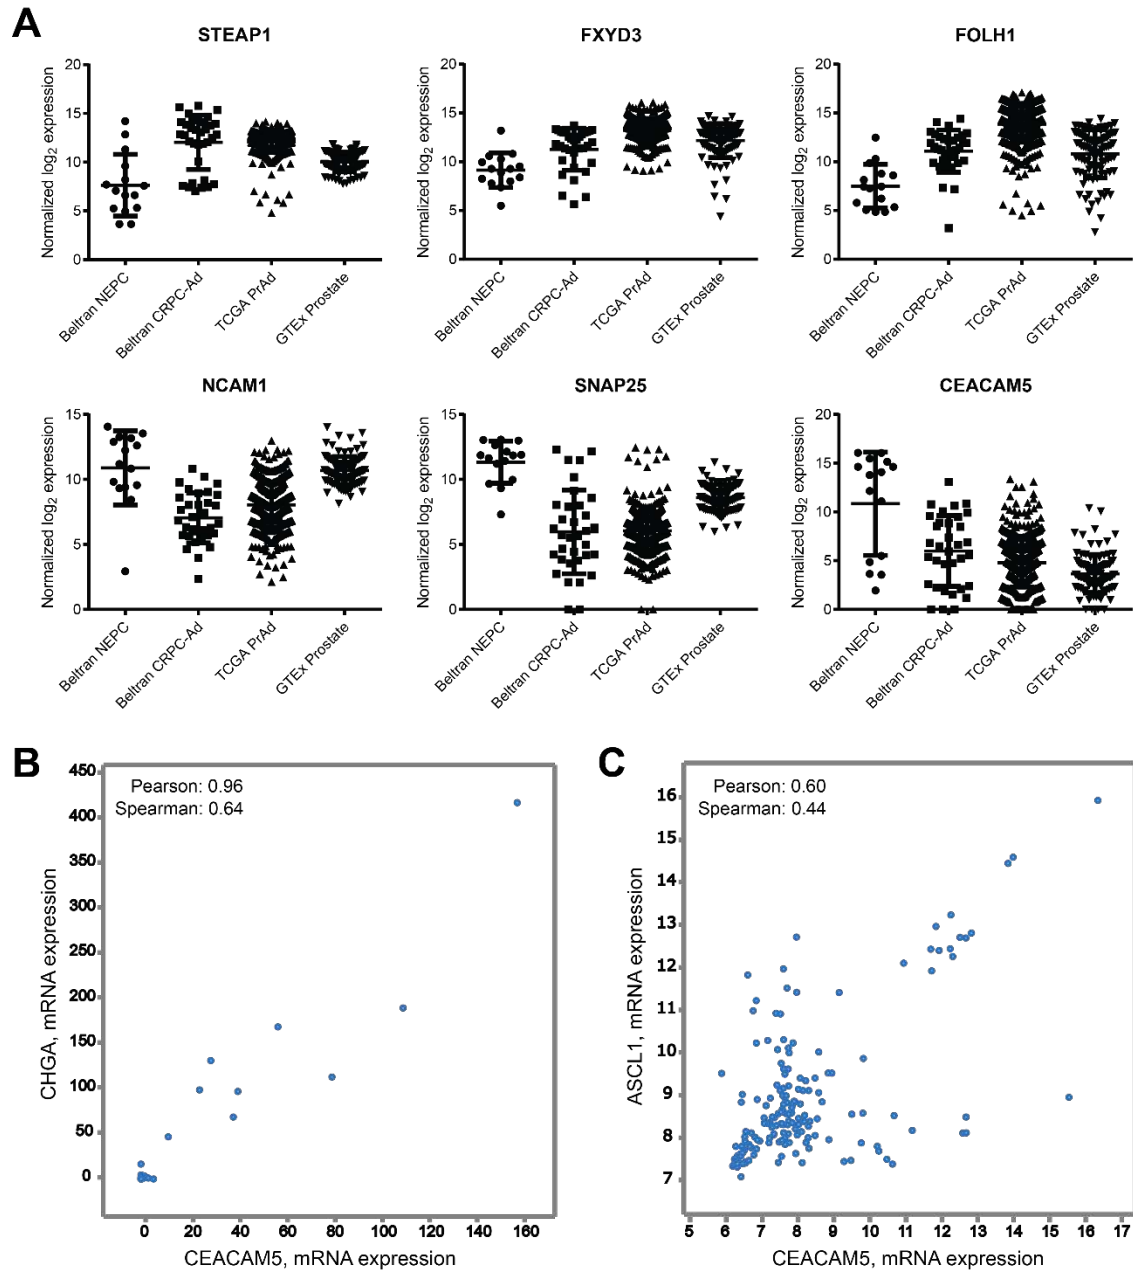 A
STEAP1
FXYD3
FOLH1
Normalized log2 expression
20
15
10
5
0
Beltran NEPC
Beltran CRPC-Ad
TCGA PrAd
GTEx Prostate
Normalized log2 expression
20
15
10
5
0
Beltran NEPC
Beltran CRPC-Ad
TCGA PrAd
GTEx Prostate
Normalized log2 expression
20
15
10
5
0
Beltran NEPC
Beltran CRPC-Ad
TCGA PrAd
GTEx Prostate
NCAM1
SNAP25
CEACAM5
Normalized log2 expression
15
10
5
0
Beltran NEPC
Beltran CRPC-Ad
TCGA PrAd
GTEx Prostate
Normalized log2 expression
15
10
5
0
Beltran NEPC
Beltran CRPC-Ad
TCGA PrAd
GTEx Prostate
Normalized log2 expression
20
15
10
5
0
Beltran NEPC
Beltran CRPC-Ad
TCGA PrAd
GTEx Prostate
B
Pearson: 0.96
Spearman: 0.64
CHGA, mRNA expression
450
400
350
300
250
200
150
100
50
0
0 20 40 60 80 100 120 140 160
CEACAM5, mRNA expression
C
Pearson: 0.60
Spearman: 0.44
ASCL1, mRNA expression
16
15
14
13
12
11
10
9
8
7
5 6 7 8 9 10 11 12 13 14 15 16 17
CEACAM5, mRNA expression